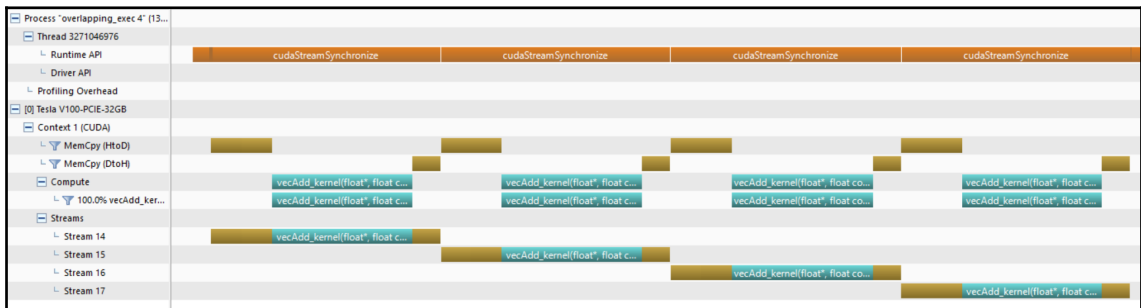 Process "overlapping_exec 4" (13...
Thread 3271046976
Runtime API cudaStreamSynchronize cudaStreamSynchronize cudaStreamSynchronize cudaStreamSynchronize
Driver API
Profiling Overhead
[0] Tesla V100-PCIE-32GB
Context 1 (CUDA)
MemCpy (HtoD)
MemCpy (DtoH)
Compute vecAdd_kernel(float*, float c... vecAdd_kernel(float*, float c... vecAdd_kernel(float*, float co... vecAdd_kernel(float*, float c...
100.0% vecAdd_ker... vecAdd_kernel(float*, float c... vecAdd_kernel(float*, float c... vecAdd_kernel(float*, float co... vecAdd_kernel(float*, float c...
Streams
Stream 14 vecAdd_kernel(float*, float c...
Stream 15 vecAdd_kernel(float*, float c...
Stream 16 vecAdd_kernel(float*, float co...
Stream 17 vecAdd_kernel(float*, float c...